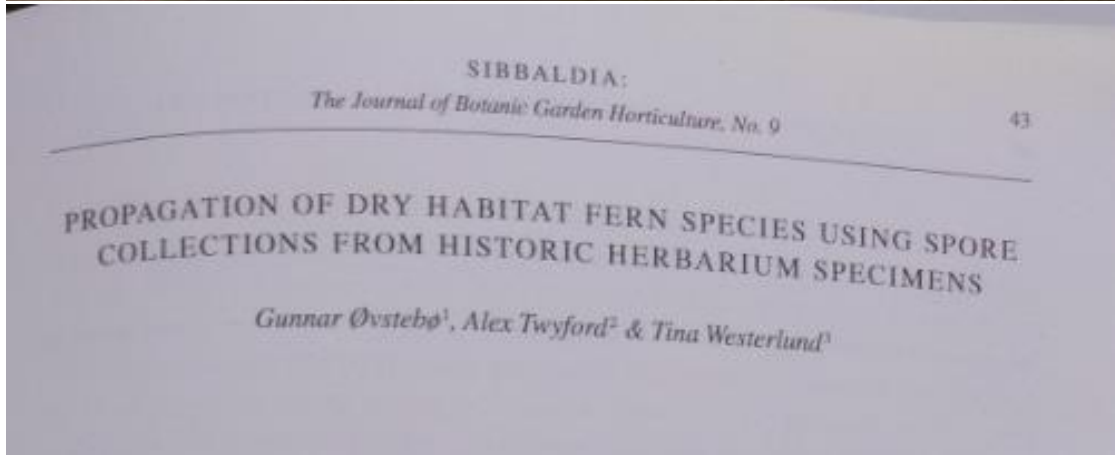 SIBBALDIA:
The Journal of Botanic Garden Horticulture, No. 9
43
PROPAGATION OF DRY HABITAT FERN SPECIES USING SPORE
COLLECTIONS FROM HISTORIC HERBARIUM SPECIMENS
Gunnar Øvstebø¹, Alex Twyford² & Tina Westerlund³